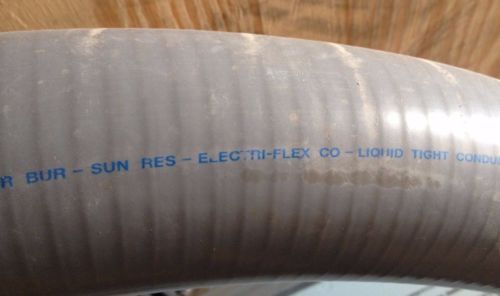 R BUR - SUN RES - ELECTRI-FLEX CO - LIQUID TIGHT CONDU